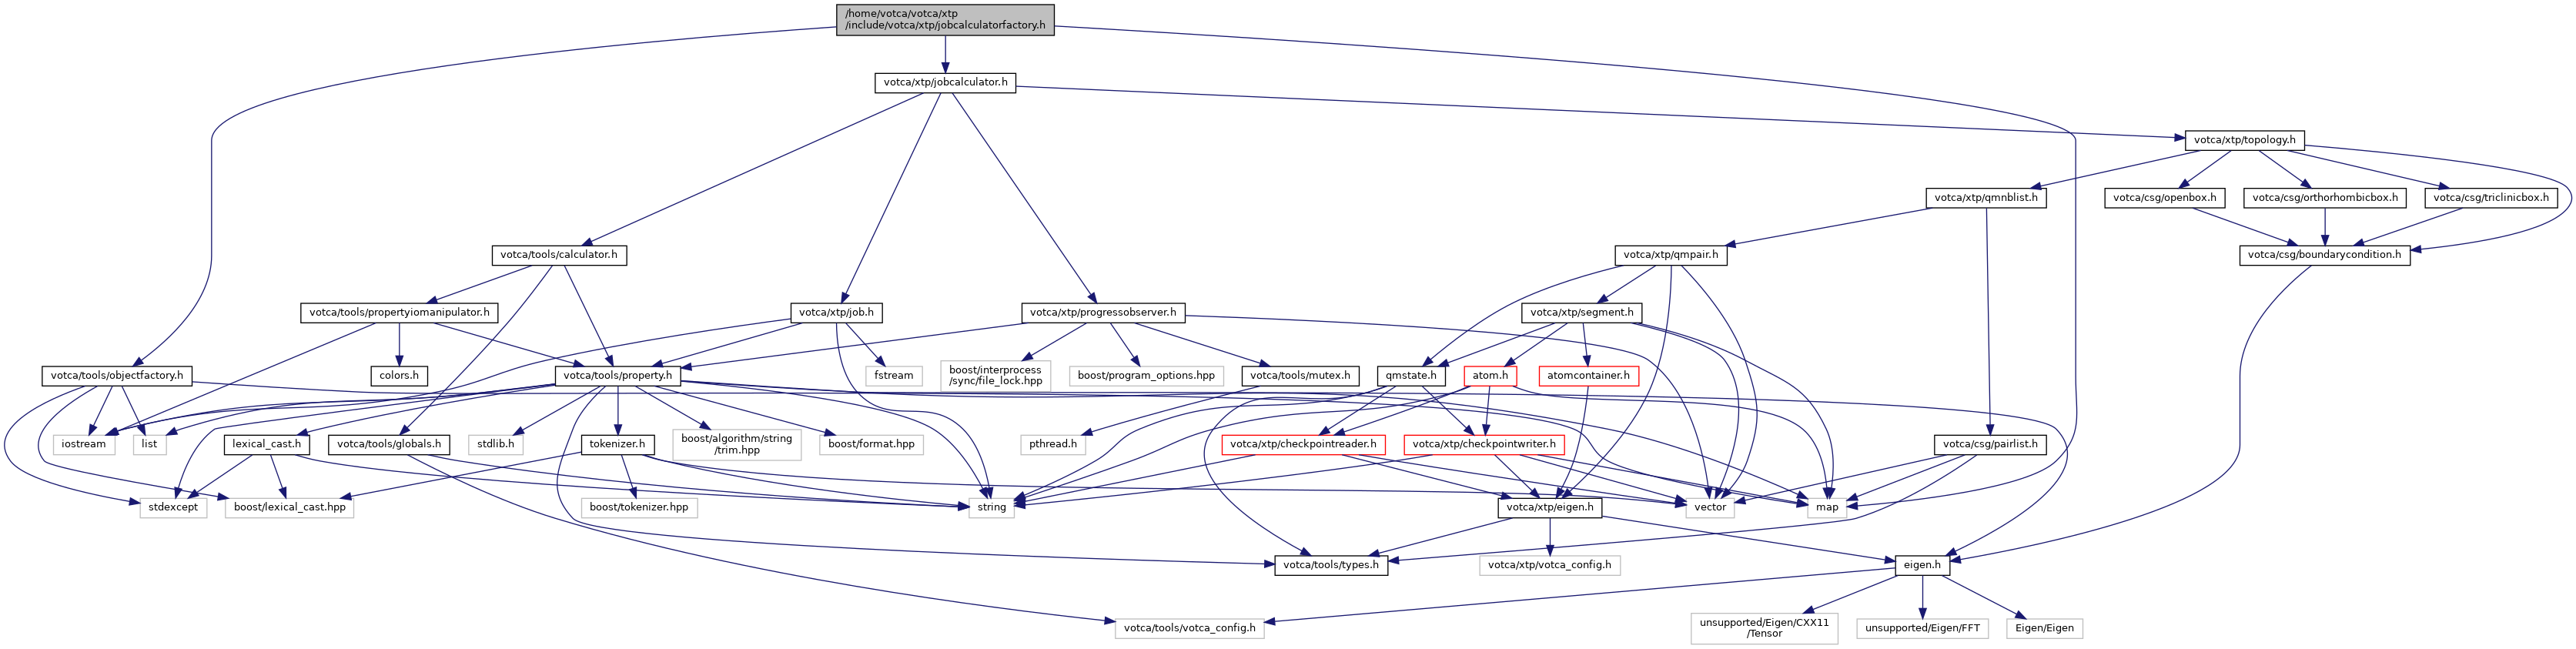 /home/votca/votca/xtp
/include/votca/xtp/jobcalculatorfactory.h
votca/xtp/jobcalculator.h
votca/xtp/topology.h
votca/xtp/qmnblist.h
votca/csg/openbox.h
votca/csg/orthorhombicbox.h
votca/csg/triclinicbox.h
votca/tools/calculator.h
votca/xtp/qmpair.h
votca/csg/boundarycondition.h
votca/tools/propertyiomanipulator.h
votca/xtp/job.h
votca/xtp/progressobserver.h
votca/xtp/segment.h
votca/tools/objectfactory.h
colors.h
votca/tools/property.h
fstream
boost/interprocess
/sync/file_lock.hpp
boost/program_options.hpp
votca/tools/mutex.h
qmstate.h
atom.h
atomcontainer.h
iostream
list
lexical_cast.h
votca/tools/globals.h
stdlib.h
tokenizer.h
boost/algorithm/string
/trim.hpp
boost/format.hpp
pthread.h
votca/xtp/checkpointreader.h
votca/xtp/checkpointwriter.h
votca/csg/pairlist.h
stdexcept
boost/lexical_cast.hpp
boost/tokenizer.hpp
string
votca/xtp/eigen.h
vector
map
votca/tools/types.h
votca/xtp/votca_config.h
eigen.h
votca/tools/votca_config.h
unsupported/Eigen/CXX11
/Tensor
unsupported/Eigen/FFT
Eigen/Eigen